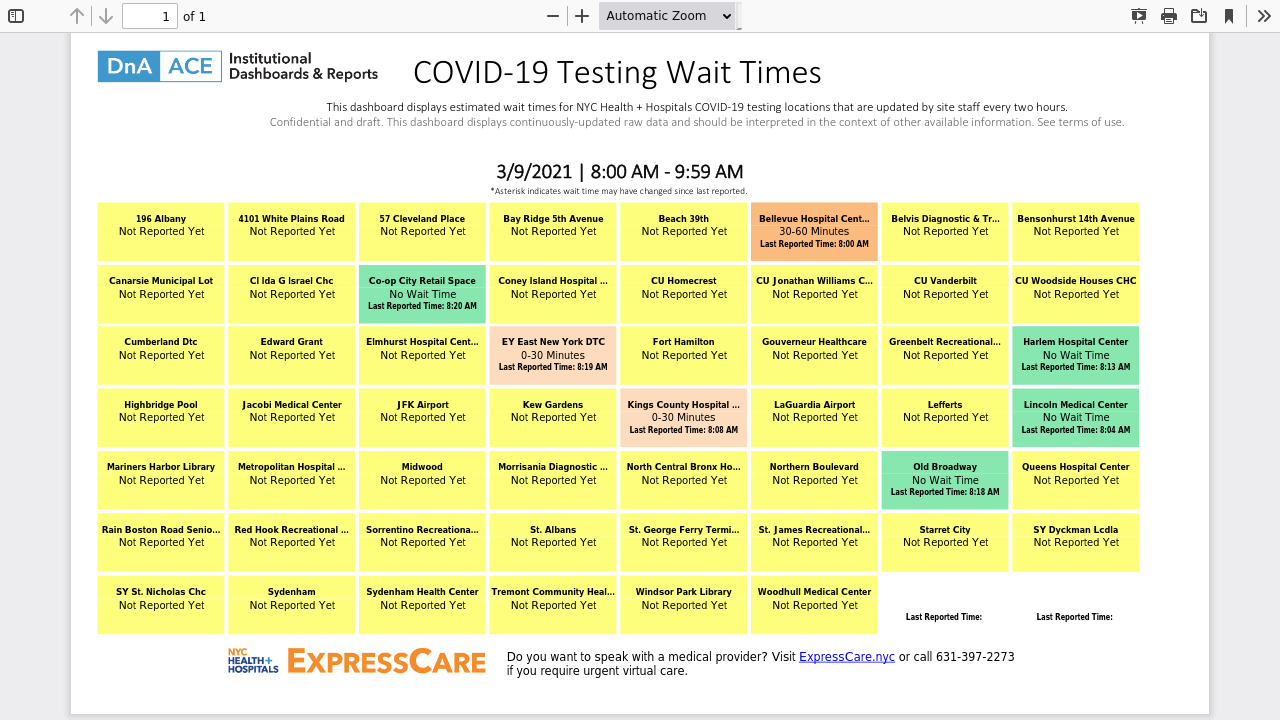 1 of 1 Automatic Zoom
DnA ACE Institutional
Dashboards & Reports
COVID-19 Testing Wait Times
This dashboard displays estimated wait times for NYC Health + Hospitals COVID-19 testing locations that are updated by site staff every two hours.
Confidential and draft. This dashboard displays continuously-updated raw data and should be interpreted in the context of other available information. See terms of use.
3/9/2021 | 8:00 AM - 9:59 AM
*Asterisk indicates wait time may have changed since last reported.
196 Albany
Not Reported Yet
4101 White Plains Road
Not Reported Yet
57 Cleveland Place
Not Reported Yet
Bay Ridge 5th Avenue
Not Reported Yet
Beach 39th
Not Reported Yet
Bellevue Hospital Cent...
30-60 Minutes
Last Reported Time: 8:00 AM
Belvis Diagnostic & Tr...
Not Reported Yet
Bensonhurst 14th Avenue
Not Reported Yet
Canarsie Municipal Lot
Not Reported Yet
Cl Ida G Israel Chc
Not Reported Yet
Co-op City Retail Space
No Wait Time
Last Reported Time: 8:20 AM
Coney Island Hospital ...
Not Reported Yet
CU Homecrest
Not Reported Yet
CU Jonathan Williams C...
Not Reported Yet
CU Vanderbilt
Not Reported Yet
CU Woodside Houses CHC
Not Reported Yet
Cumberland Dtc
Not Reported Yet
Edward Grant
Not Reported Yet
Elmhurst Hospital Cent...
Not Reported Yet
EY East New York DTC
0-30 Minutes
Last Reported Time: 8:19 AM
Fort Hamilton
Not Reported Yet
Gouverneur Healthcare
Not Reported Yet
Greenbelt Recreational...
Not Reported Yet
Harlem Hospital Center
No Wait Time
Last Reported Time: 8:13 AM
Highbridge Pool
Not Reported Yet
Jacobi Medical Center
Not Reported Yet
JFK Airport
Not Reported Yet
Kew Gardens
Not Reported Yet
Kings County Hospital ...
0-30 Minutes
Last Reported Time: 8:08 AM
LaGuardia Airport
Not Reported Yet
Lefferts
Not Reported Yet
Lincoln Medical Center
No Wait Time
Last Reported Time: 8:04 AM
Mariners Harbor Library
Not Reported Yet
Metropolitan Hospital ...
Not Reported Yet
Midwood
Not Reported Yet
Morrisania Diagnostic ...
Not Reported Yet
North Central Bronx Ho...
Not Reported Yet
Northern Boulevard
Not Reported Yet
Old Broadway
No Wait Time
Last Reported Time: 8:18 AM
Queens Hospital Center
Not Reported Yet
Rain Boston Road Senio...
Not Reported Yet
Red Hook Recreational ...
Not Reported Yet
Sorrentino Recreationa...
Not Reported Yet
St. Albans
Not Reported Yet
St. George Ferry Termi...
Not Reported Yet
St. James Recreational...
Not Reported Yet
Starret City
Not Reported Yet
SY Dyckman Lcdla
Not Reported Yet
SY St. Nicholas Chc
Not Reported Yet
Sydenham
Not Reported Yet
Sydenham Health Center
Not Reported Yet
Tremont Community Heal...
Not Reported Yet
Windsor Park Library
Not Reported Yet
Woodhull Medical Center
Not Reported Yet
Last Reported Time:
Last Reported Time:
NYC
HEALTH+
HOSPITALS
EXPRESSCARE
Do you want to speak with a medical provider? Visit ExpressCare.nyc or call 631-397-2273
if you require urgent virtual care.